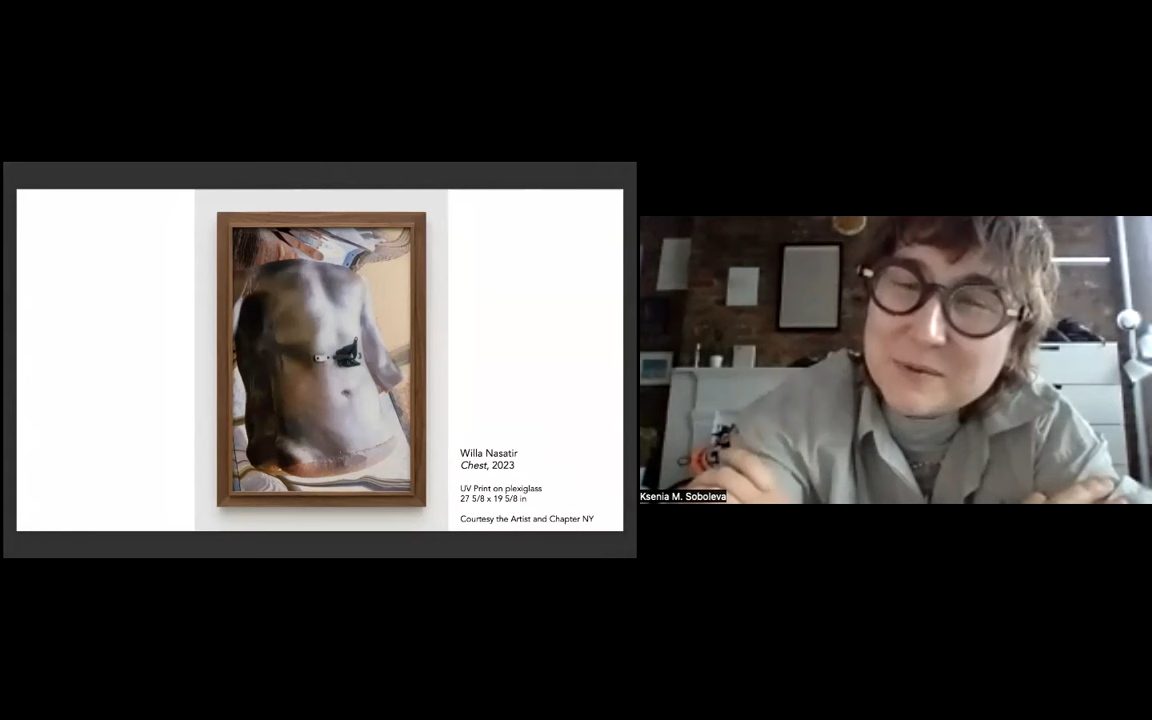 Willa Nasatir
Chest, 2023
UV Print on plexiglass
27 5/8 x 19 5/8 in
Courtesy the Artist and Chapter NY
Ksenia M. Soboleva